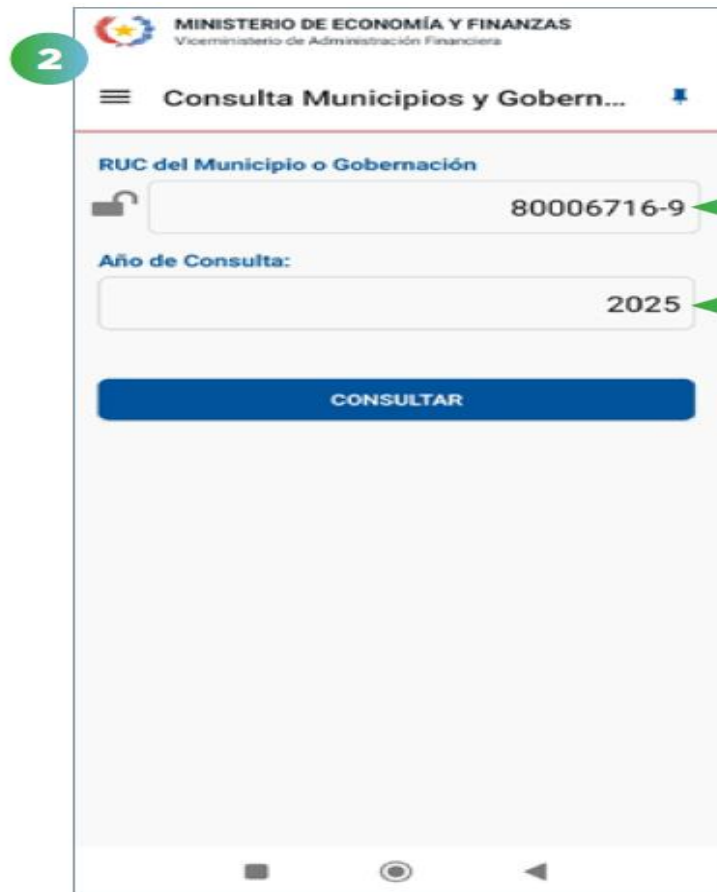 MINISTERIO DE ECONOMÍA Y FINANZAS
Viceministerio de Administración Financiera
2
Consulta Municipios y Gobern...
RUC del Municipio o Gobernación
80006716-9
Año de Consulta:
2025
CONSULTAR